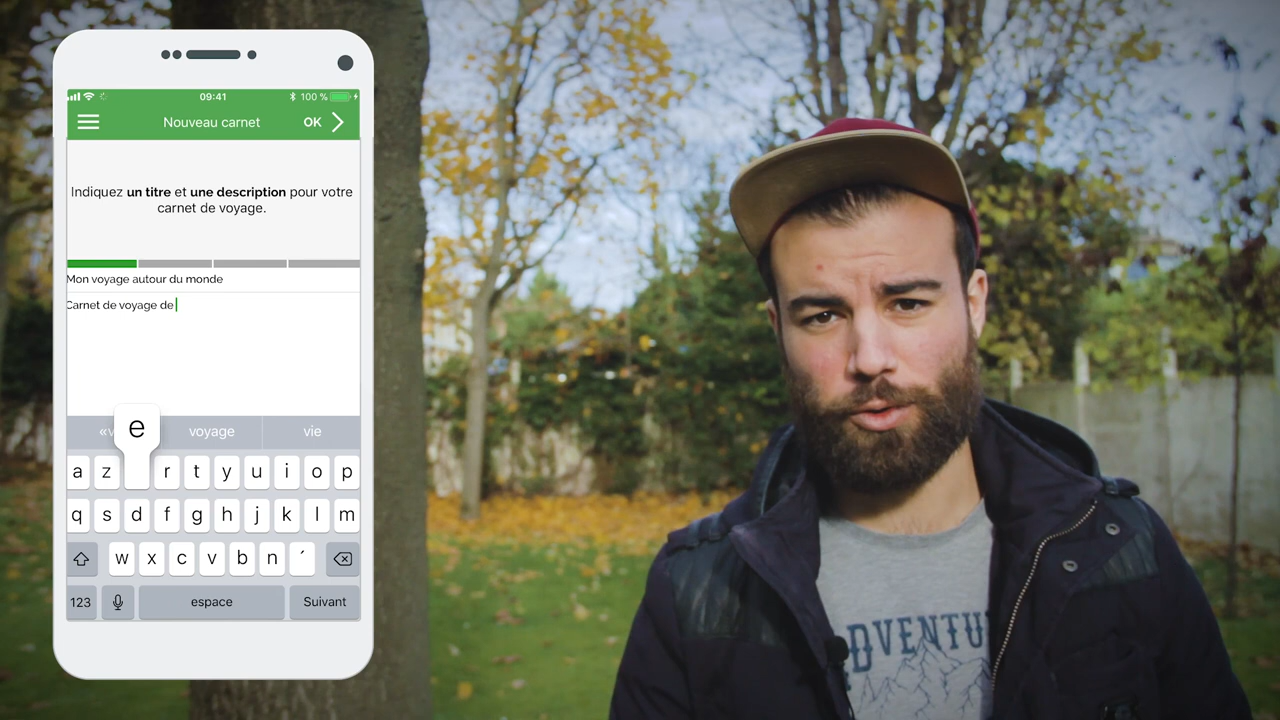 09:41
100 %
Nouveau carnet
OK
Indiquez un titre et une description pour votre
carnet de voyage.
Mon voyage autour du monde
Carnet de voyage de
voyage
vie
e
a z r t y u i o p
q s d f g h j k l m
w x c v b n ´
123
espace
Suivant